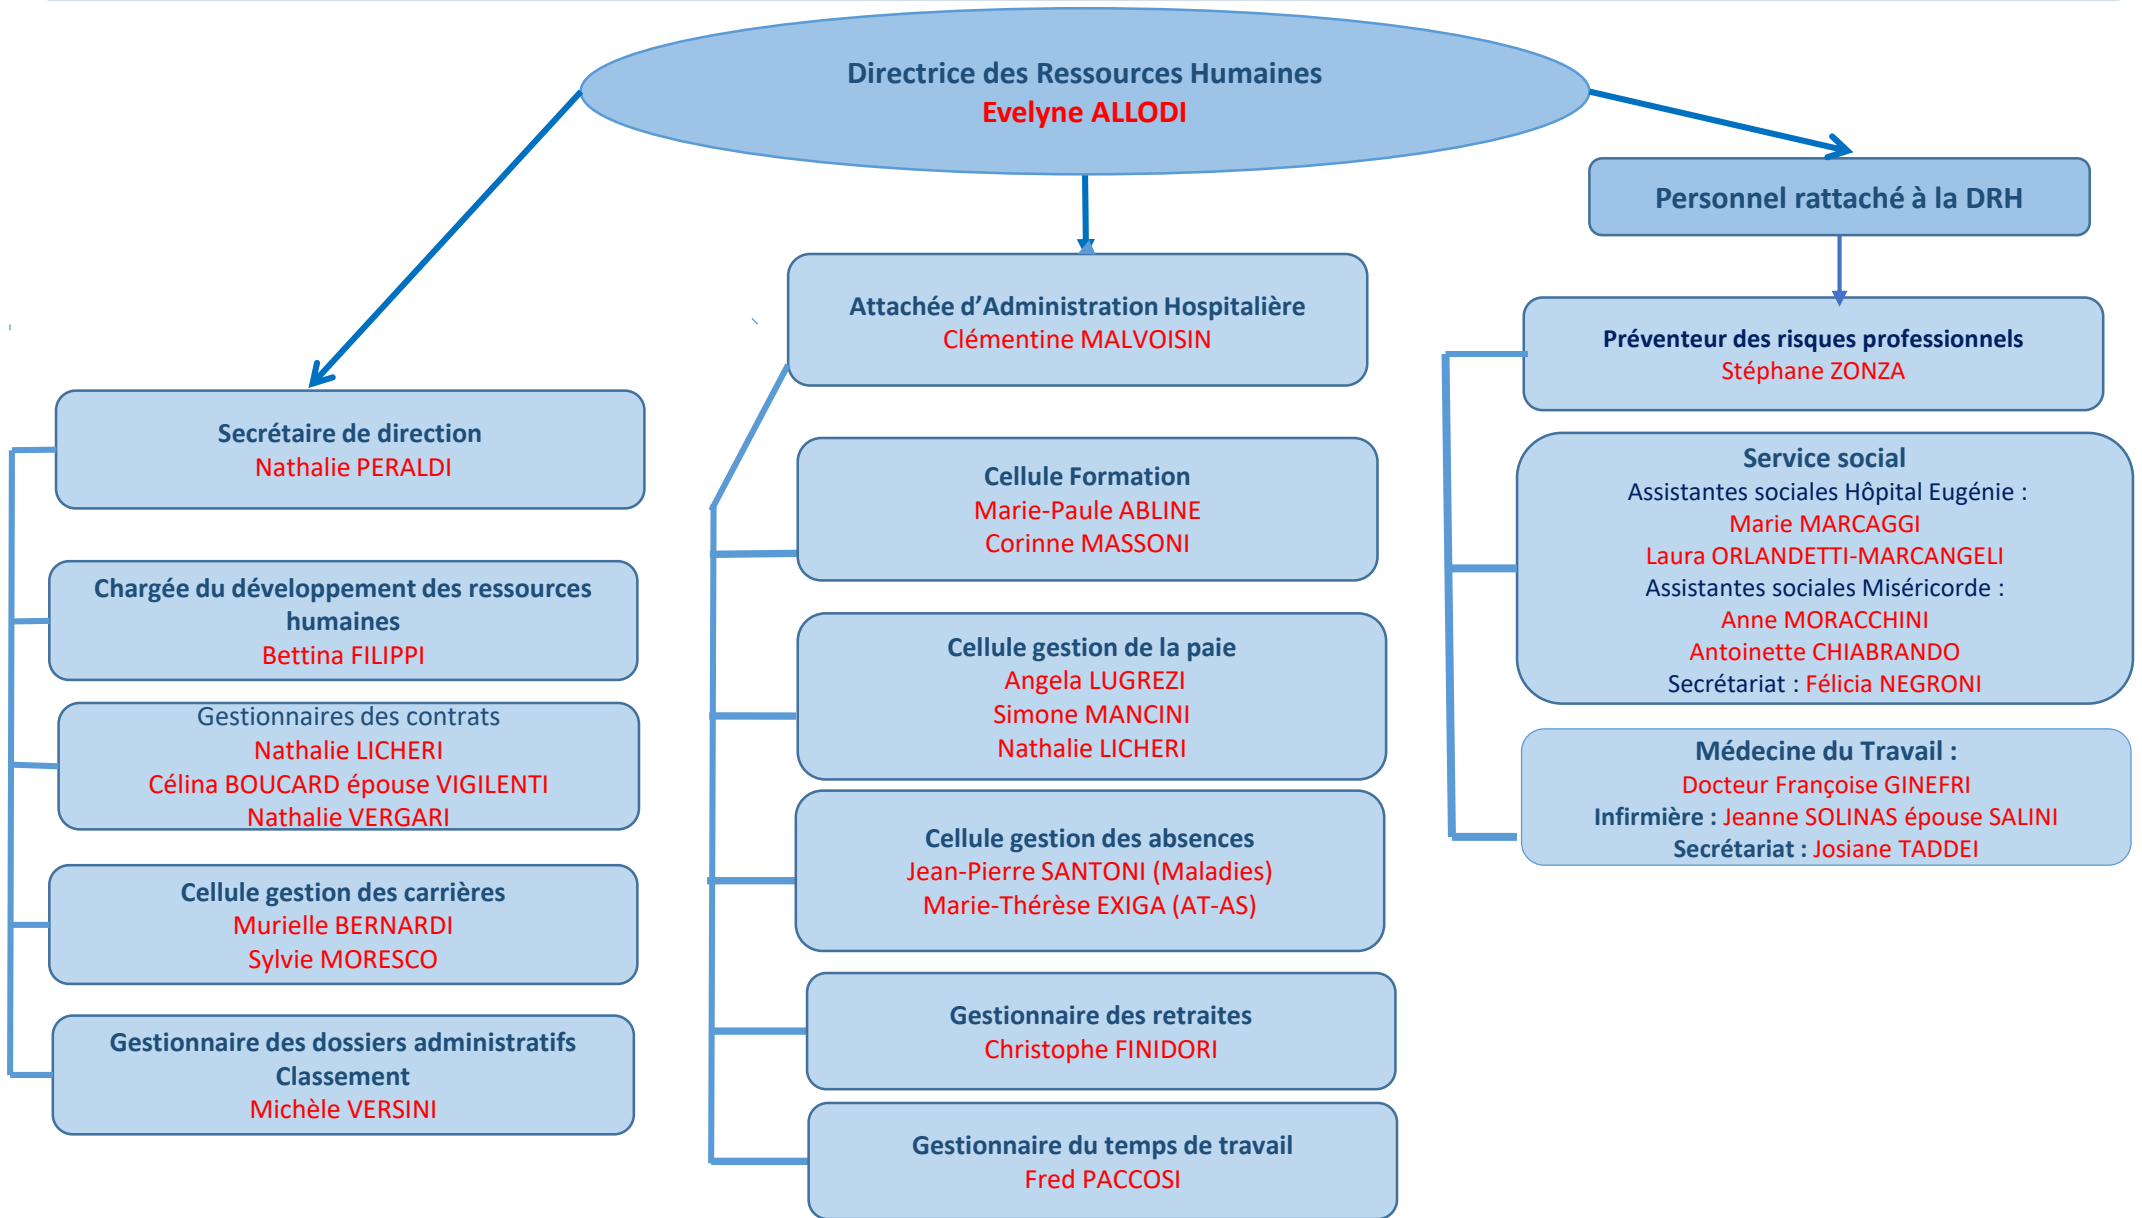 Directrice des Ressources Humaines
Evelyne ALLODI
Secrétaire de direction
Nathalie PERALDI
Chargée du développement des ressources
humaines
Bettina FILIPPI
Gestionnaires des contrats
Nathalie LICHERI
Célina BOUCARD épouse VIGILENTI
Nathalie VERGARI
Cellule gestion des carrières
Murielle BERNARDI
Sylvie MORESCO
Gestionnaire des dossiers administratifs
Classement
Michèle VERSINI
Attachée d’Administration Hospitalière
Clémentine MALVOISIN
Cellule Formation
Marie-Paule ABLINE
Corinne MASSONI
Cellule gestion de la paie
Angela LUGREZI
Simone MANCINI
Nathalie LICHERI
Cellule gestion des absences
Jean-Pierre SANTONI (Maladies)
Marie-Thérèse EXIGA (AT-AS)
Gestionnaire des retraites
Christophe FINIDORI
Gestionnaire du temps de travail
Fred PACCOSI
Personnel rattaché à la DRH
Préventeur des risques professionnels
Stéphane ZONZA
Service social
Assistantes sociales Hôpital Eugénie :
Marie MARCAGGI
Laura ORLANDETTI-MARCANGELI
Assistantes sociales Miséricorde :
Anne MORACCHINI
Antoinette CHIABRANDO
Secrétariat : Félicia NEGRONI
Médecine du Travail :
Docteur Françoise GINEFRI
Infirmière : Jeanne SOLINAS épouse SALINI
Secrétariat : Josiane TADDEI